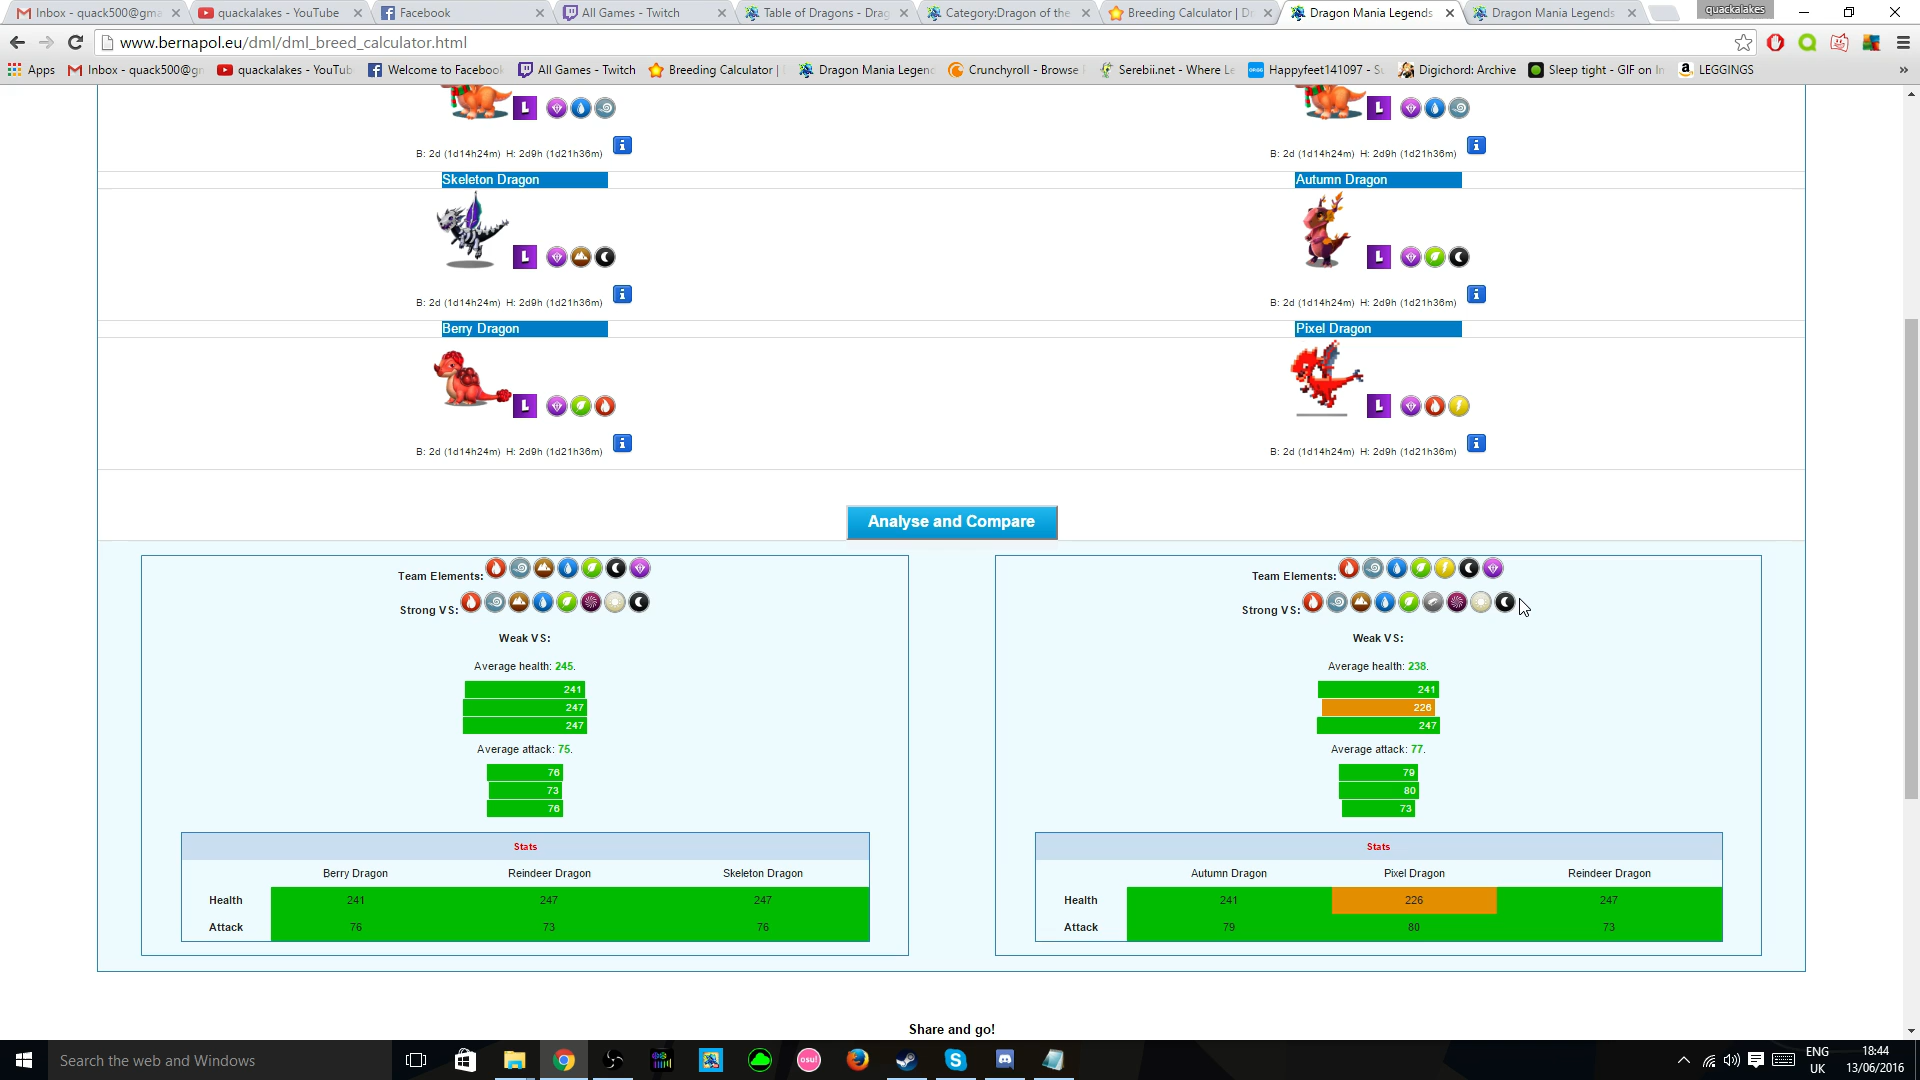 Inbox - quack500@gma
quackalakes - YouTube
Facebook
All Games - Twitch
Table of Dragons - Drag
Category:Dragon of the
Breeding Calculator | Dr
Dragon Mania Legends
Dragon Mania Legends
quackalakes
www.bernapol.eu/dml/dml_breed_calculator.html
Apps
Inbox - quack500@gm
quackalakes - YouTub
Welcome to Facebook
All Games - Twitch
Breeding Calculator |
Dragon Mania Legend
Crunchyroll - Browse
Serebii.net - Where Le
Happyfeet141097 - Su
Digichord: Archive
Sleep tight - GIF on Im
LEGGINGS
B: 2d (1d14h24m) H: 2d9h (1d21h36m)
B: 2d (1d14h24m) H: 2d9h (1d21h36m)
Skeleton Dragon
Autumn Dragon
L
L
B: 2d (1d14h24m) H: 2d9h (1d21h36m)
B: 2d (1d14h24m) H: 2d9h (1d21h36m)
Berry Dragon
Pixel Dragon
L
L
B: 2d (1d14h24m) H: 2d9h (1d21h36m)
B: 2d (1d14h24m) H: 2d9h (1d21h36m)
Analyse and Compare
Team Elements:
Strong VS:
Weak VS:
Average health: 245.
241
247
247
Average attack: 75.
76
73
76
Stats
Berry Dragon Reindeer Dragon Skeleton Dragon
Health 241 247 247
Attack 76 73 76
Team Elements:
Strong VS:
Weak VS:
Average health: 238.
241
226
247
Average attack: 77.
79
80
73
Stats
Autumn Dragon Pixel Dragon Reindeer Dragon
Health 241 226 247
Attack 79 80 73
Share and go!
Search the web and Windows
osu!
ENG
UK
18:44
13/06/2016